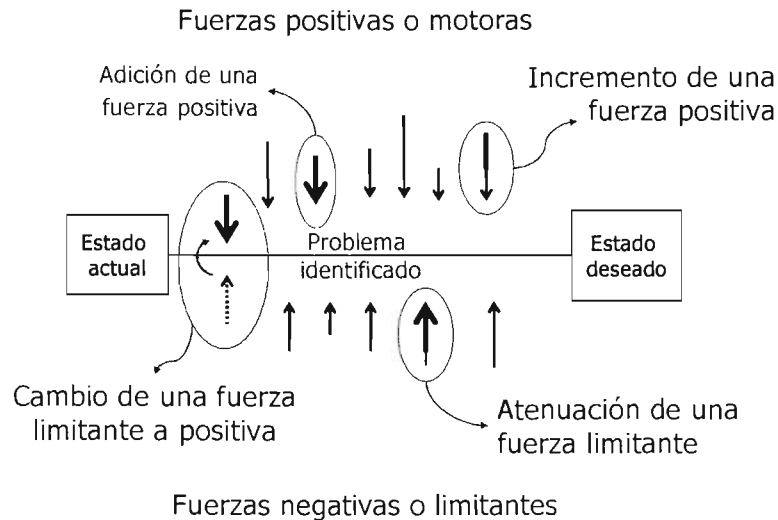 Fuerzas positivas o motoras
Adición de una
fuerza positiva
Incremento de una
fuerza positiva
Estado
actual
Problema
identificado
Estado
deseado
Cambio de una fuerza
limitante a positiva
Atenuación de una
fuerza limitante
Fuerzas negativas o limitantes